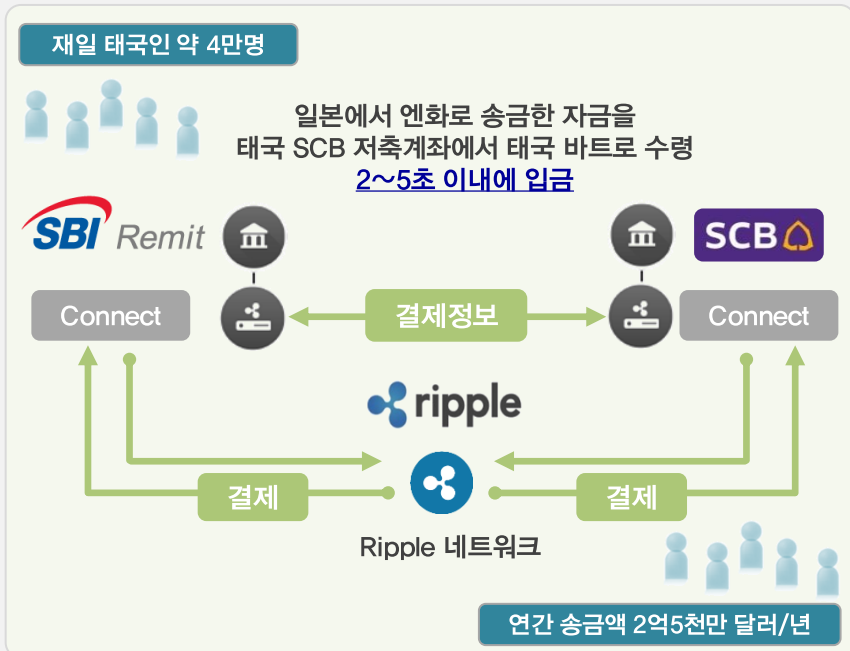 재일 태국인 약 4만명
일본에서 엔화로 송금한 자금을
태국 SCB 저축계좌에서 태국 바트로 수령
2~5초 이내에 입금
SBI Remit
SCB
Connect
결제정보
Connect
ripple
결제
결제
Ripple 네트워크
연간 송금액 2억5천만 달러/년